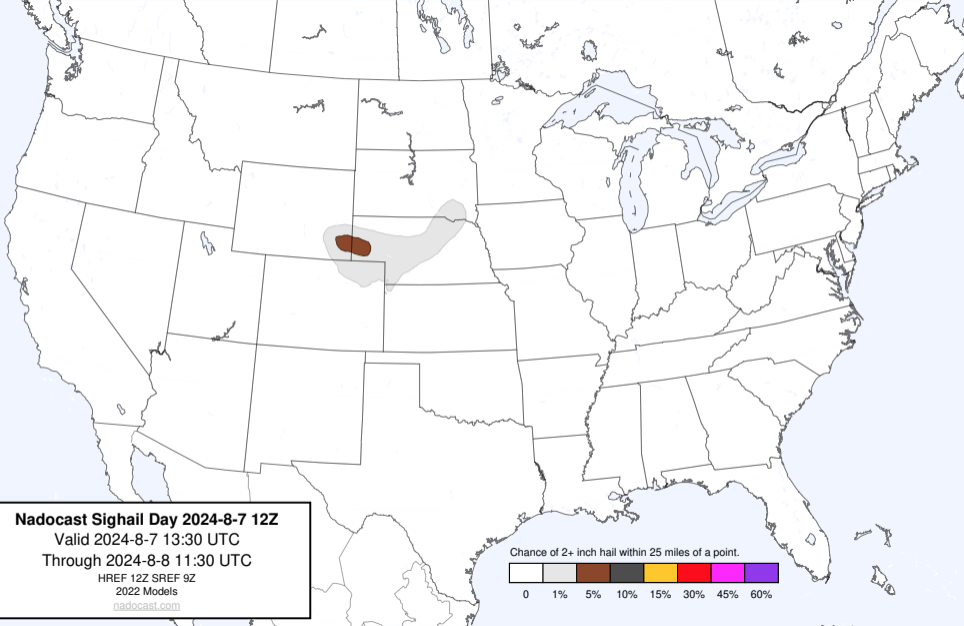 Nadocast Sighail Day 2024-8-7 12Z
Valid 2024-8-7 13:30 UTC
Through 2024-8-8 11:30 UTC
HREF 12Z SREF 9Z
2022 Models
nadocast.com
Chance of 2+ inch hail within 25 miles of a point.
0 1% 5% 10% 15% 30% 45% 60%